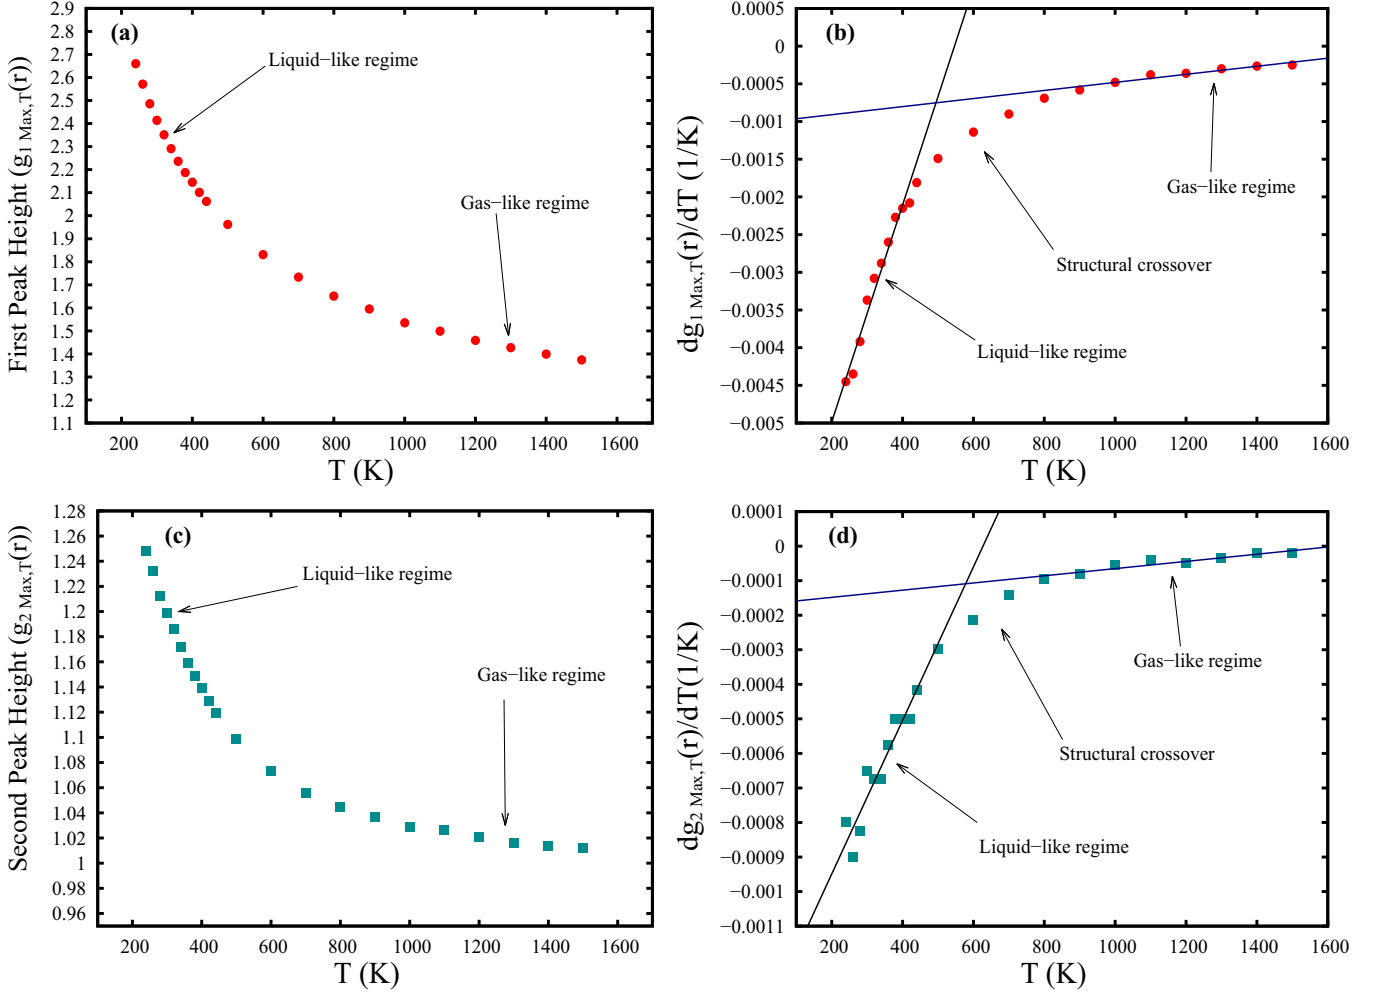 (a)
First Peak Height (g1 Max,T(r))
2.9
2.8
2.7
2.6
2.5
2.4
2.3
2.2
2.1
2
1.9
1.8
1.7
1.6
1.5
1.4
1.3
1.2
1.1
Liquid−like regime
Gas−like regime
200 400 600 800 1000 1200 1400 1600
T (K)
(b)
dg1 Max,T(r)/dT (1/K)
0.0005
0
−0.0005
−0.001
−0.0015
−0.002
−0.0025
−0.003
−0.0035
−0.004
−0.0045
−0.005
Gas−like regime
Structural crossover
Liquid−like regime
200 400 600 800 1000 1200 1400 1600
T (K)
(c)
Second Peak Height (g2 Max,T(r))
1.28
1.26
1.24
1.22
1.2
1.18
1.16
1.14
1.12
1.1
1.08
1.06
1.04
1.02
1
0.98
0.96
Liquid−like regime
Gas−like regime
200 400 600 800 1000 1200 1400 1600
T (K)
(d)
dg2 Max,T(r)/dT(1/K)
0.0001
0
−0.0001
−0.0002
−0.0003
−0.0004
−0.0005
−0.0006
−0.0007
−0.0008
−0.0009
−0.001
−0.0011
Gas−like regime
Structural crossover
Liquid−like regime
200 400 600 800 1000 1200 1400 1600
T (K)